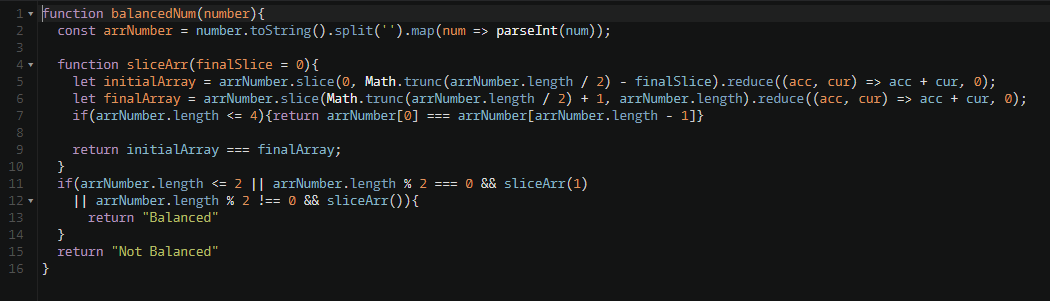 1 function balancedNum(number){
2 const arrNumber = number.toString().split('').map(num => parseInt(num));
3
4 function sliceArr(finalSlice = 0){
5 let initialArray = arrNumber.slice(0, Math.trunc(arrNumber.length / 2) - finalSlice).reduce((acc, cur) => acc + cur, 0);
6 let finalArray = arrNumber.slice(Math.trunc(arrNumber.length / 2) + 1, arrNumber.length).reduce((acc, cur) => acc + cur, 0);
7 if(arrNumber.length <= 4){return arrNumber[0] === arrNumber[arrNumber.length - 1]}
8
9 return initialArray === finalArray;
10 }
11 if(arrNumber.length <= 2 || arrNumber.length % 2 === 0 && sliceArr(1)
12 || arrNumber.length % 2 !== 0 && sliceArr()){
13 return "Balanced"
14 }
15 return "Not Balanced"
16 }